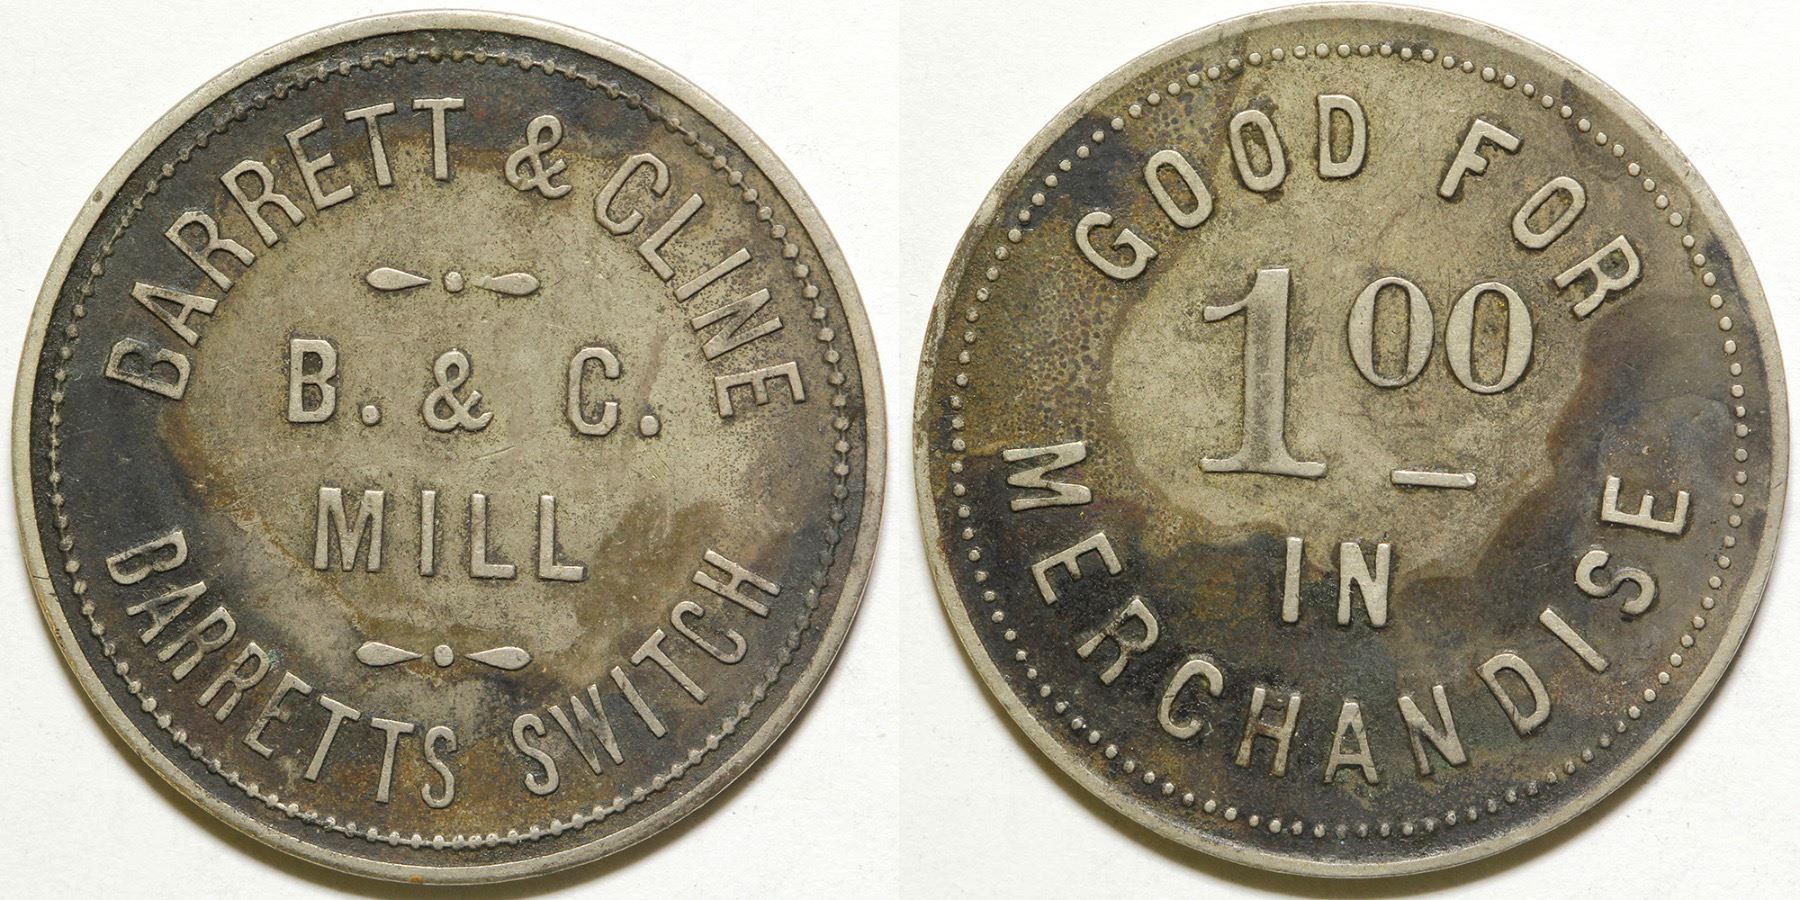 BARRETT & CLINE
B. & C.
MILL
BARRETTS SWITCH
GOOD FOR
1 00
IN
MERCHANDISE